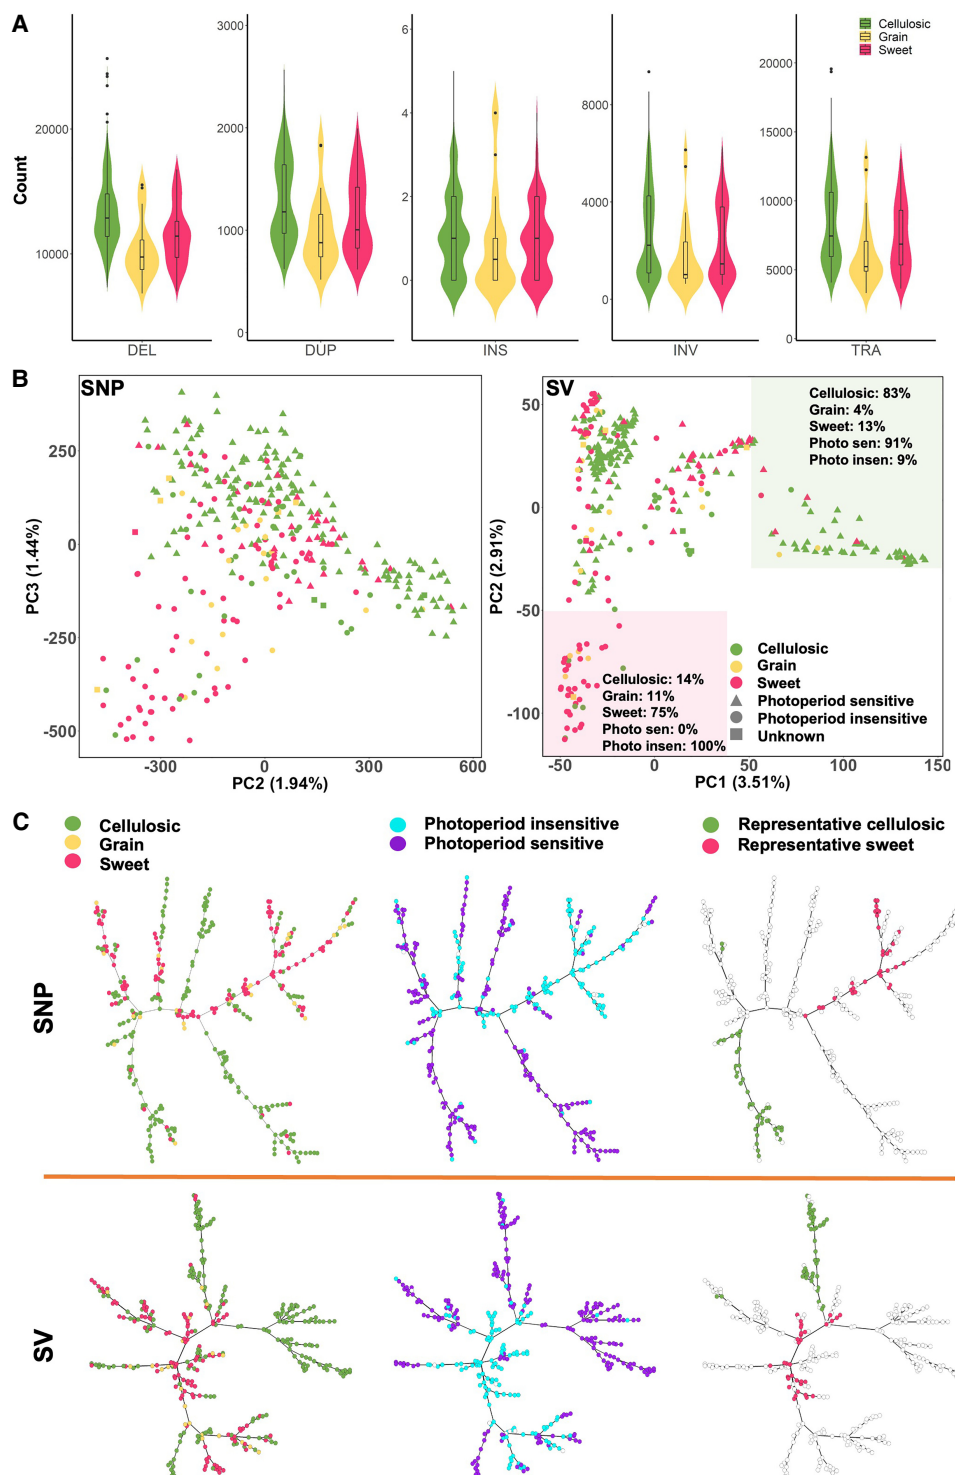 A
Count
20000
10000
DEL
3000
2000
1000
0
DUP
6
4
2
0
INS
8000
4000
0
INV
20000
15000
10000
5000
0
TRA
Cellulosic
Grain
Sweet
B
SNP
PC3 (1.44%)
250
0
-250
-500
-300
0
300
600
PC2 (1.94%)
SV
PC2 (2.91%)
50
0
-50
-100
-50
0
50
100
150
PC1 (3.51%)
Cellulosic: 83%
Grain: 4%
Sweet: 13%
Photo sen: 91%
Photo insen: 9%
Cellulosic: 14%
Grain: 11%
Sweet: 75%
Photo sen: 0%
Photo insen: 100%
Cellulosic
Grain
Sweet
Photoperiod sensitive
Photoperiod insensitive
Unknown
C
Cellulosic
Grain
Sweet
Photoperiod insensitive
Photoperiod sensitive
Representative cellulosic
Representative sweet
SNP
SV